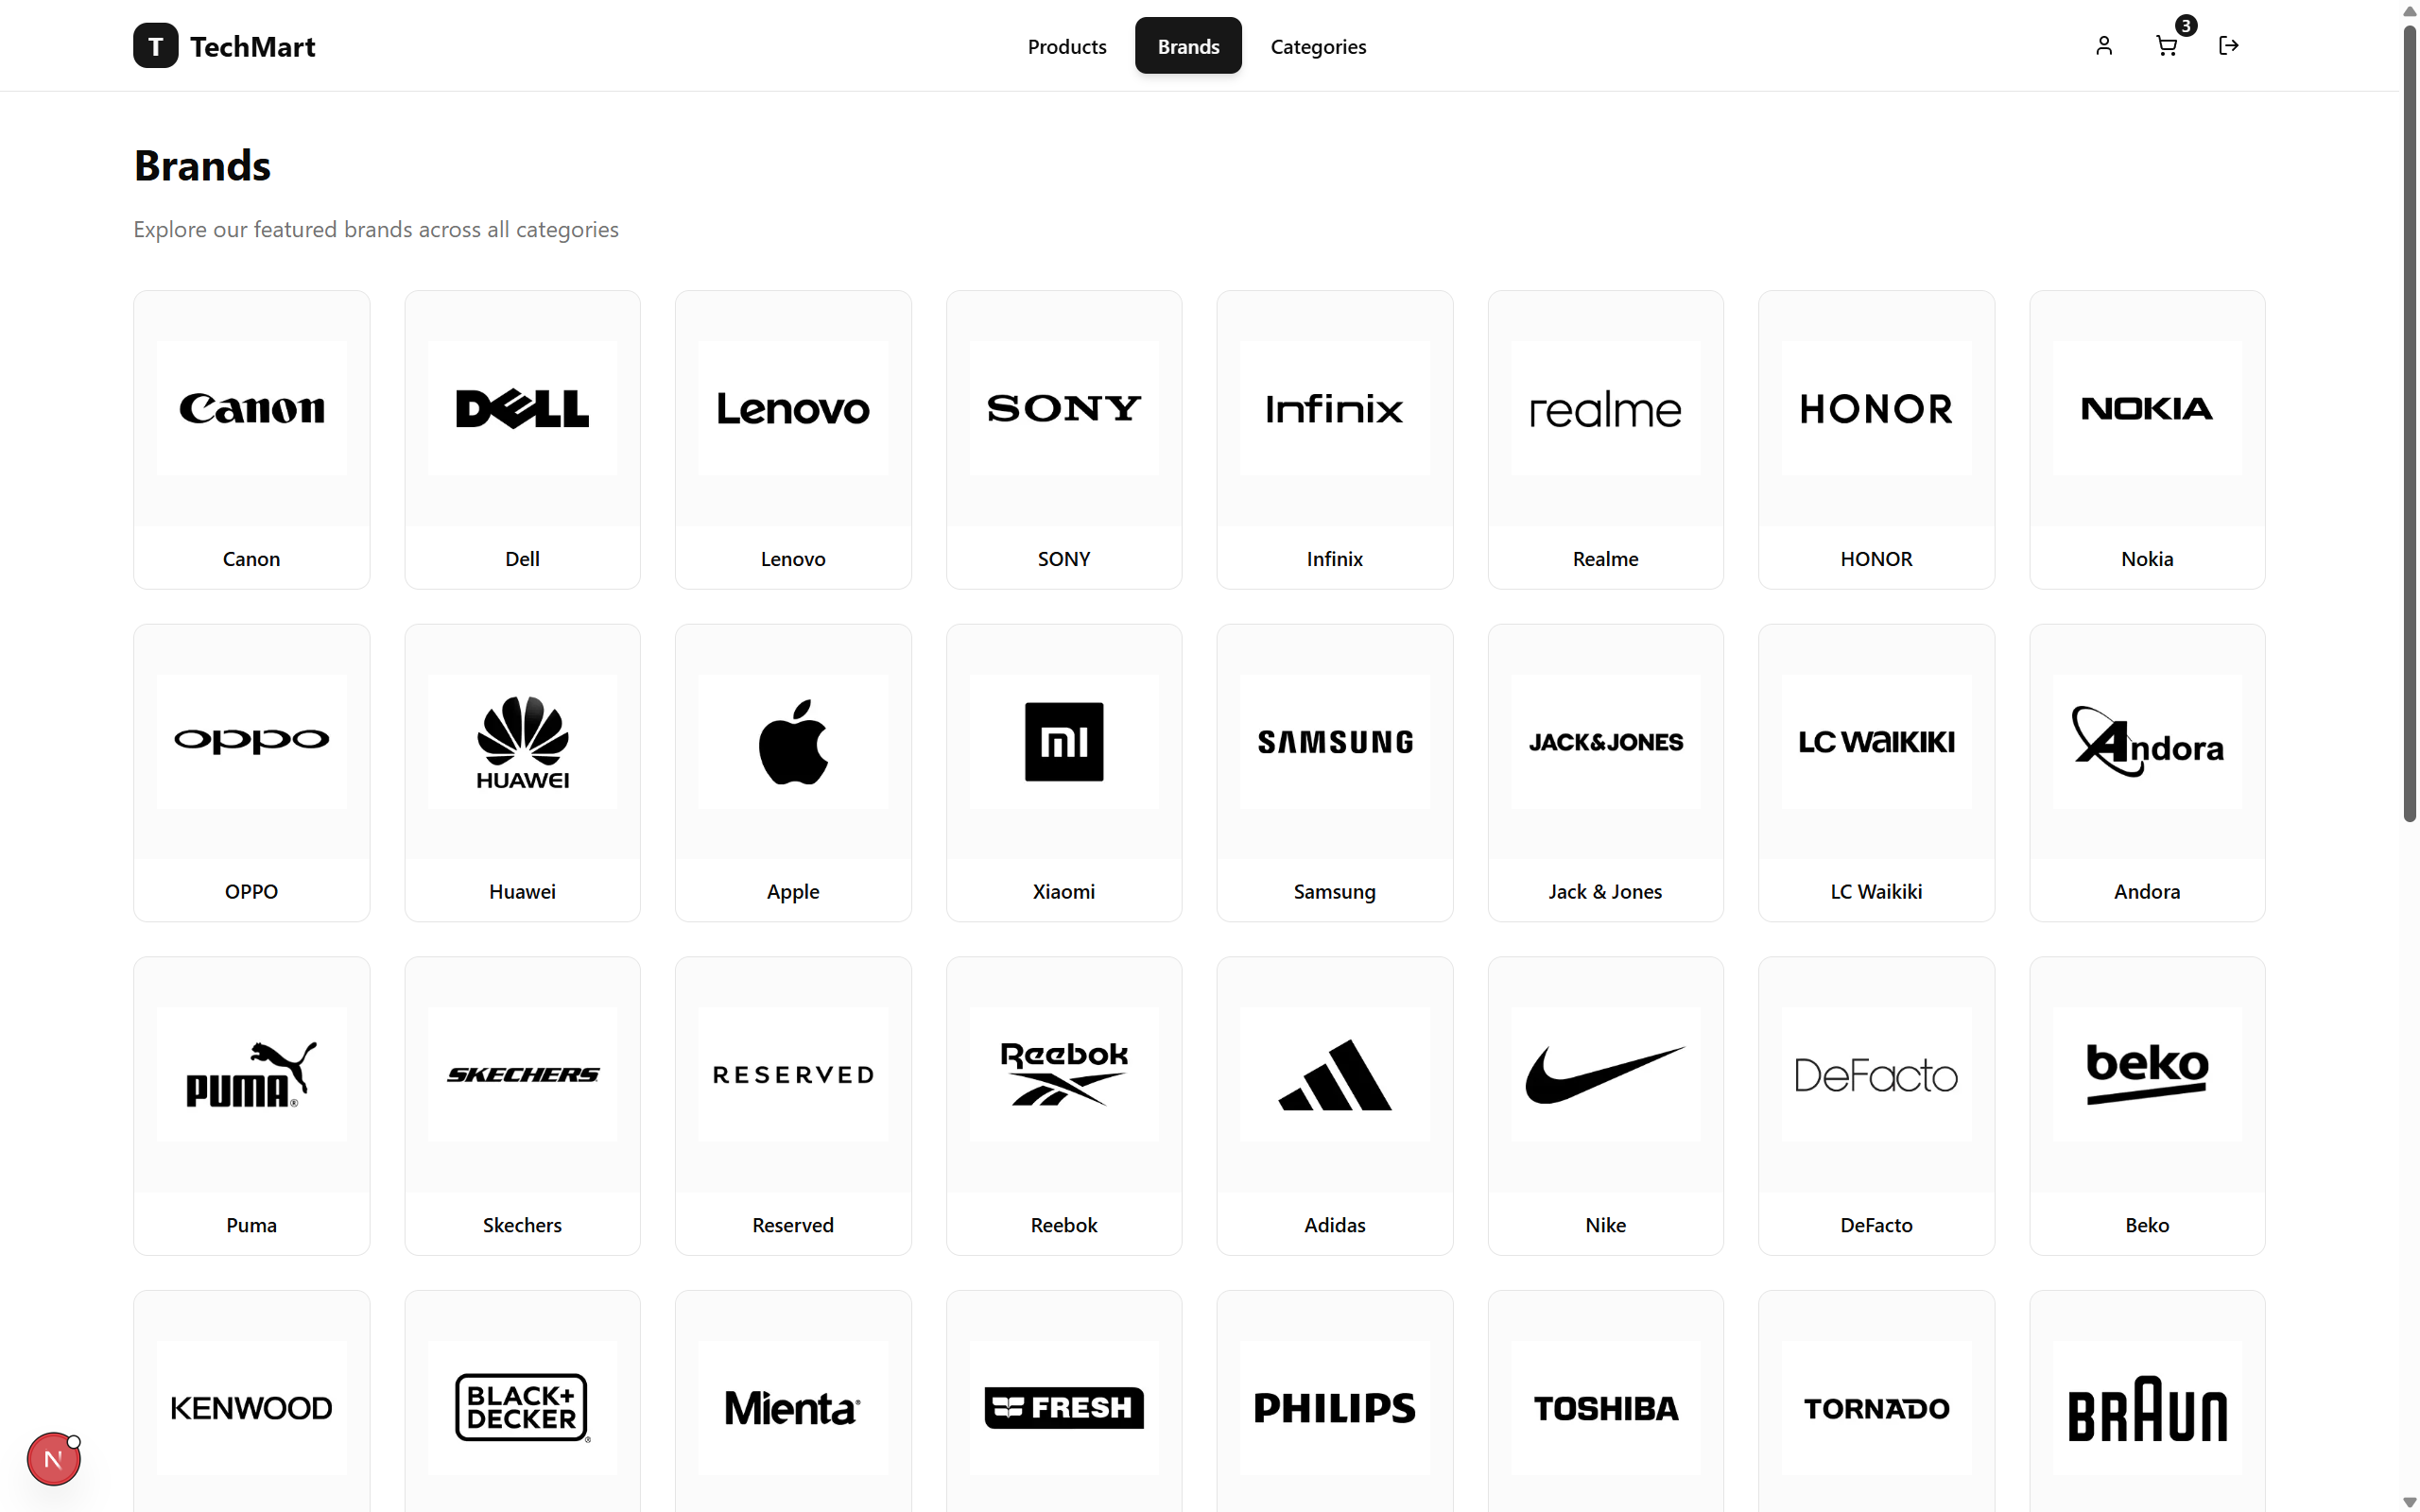 T TechMart Products Brands Categories 3
Brands
Explore our featured brands across all categories
Canon DELL Lenovo SONY Infinix realme HONOR NOKIA
Canon Dell Lenovo SONY Infinix Realme HONOR Nokia
oppo HUAWEI mi SAMSUNG JACK&JONES LC WAIKIKI Andora
OPPO Huawei Apple Xiaomi Samsung Jack & Jones LC Waikiki Andora
PUMA® SKECHERS RESERVED Reebok DeFacto beko
Puma Skechers Reserved Reebok Adidas Nike DeFacto Beko
KENWOOD BLACK+ DECKER® Mienta® FRESH PHILIPS TOSHIBA TORNADO BRAUN
N